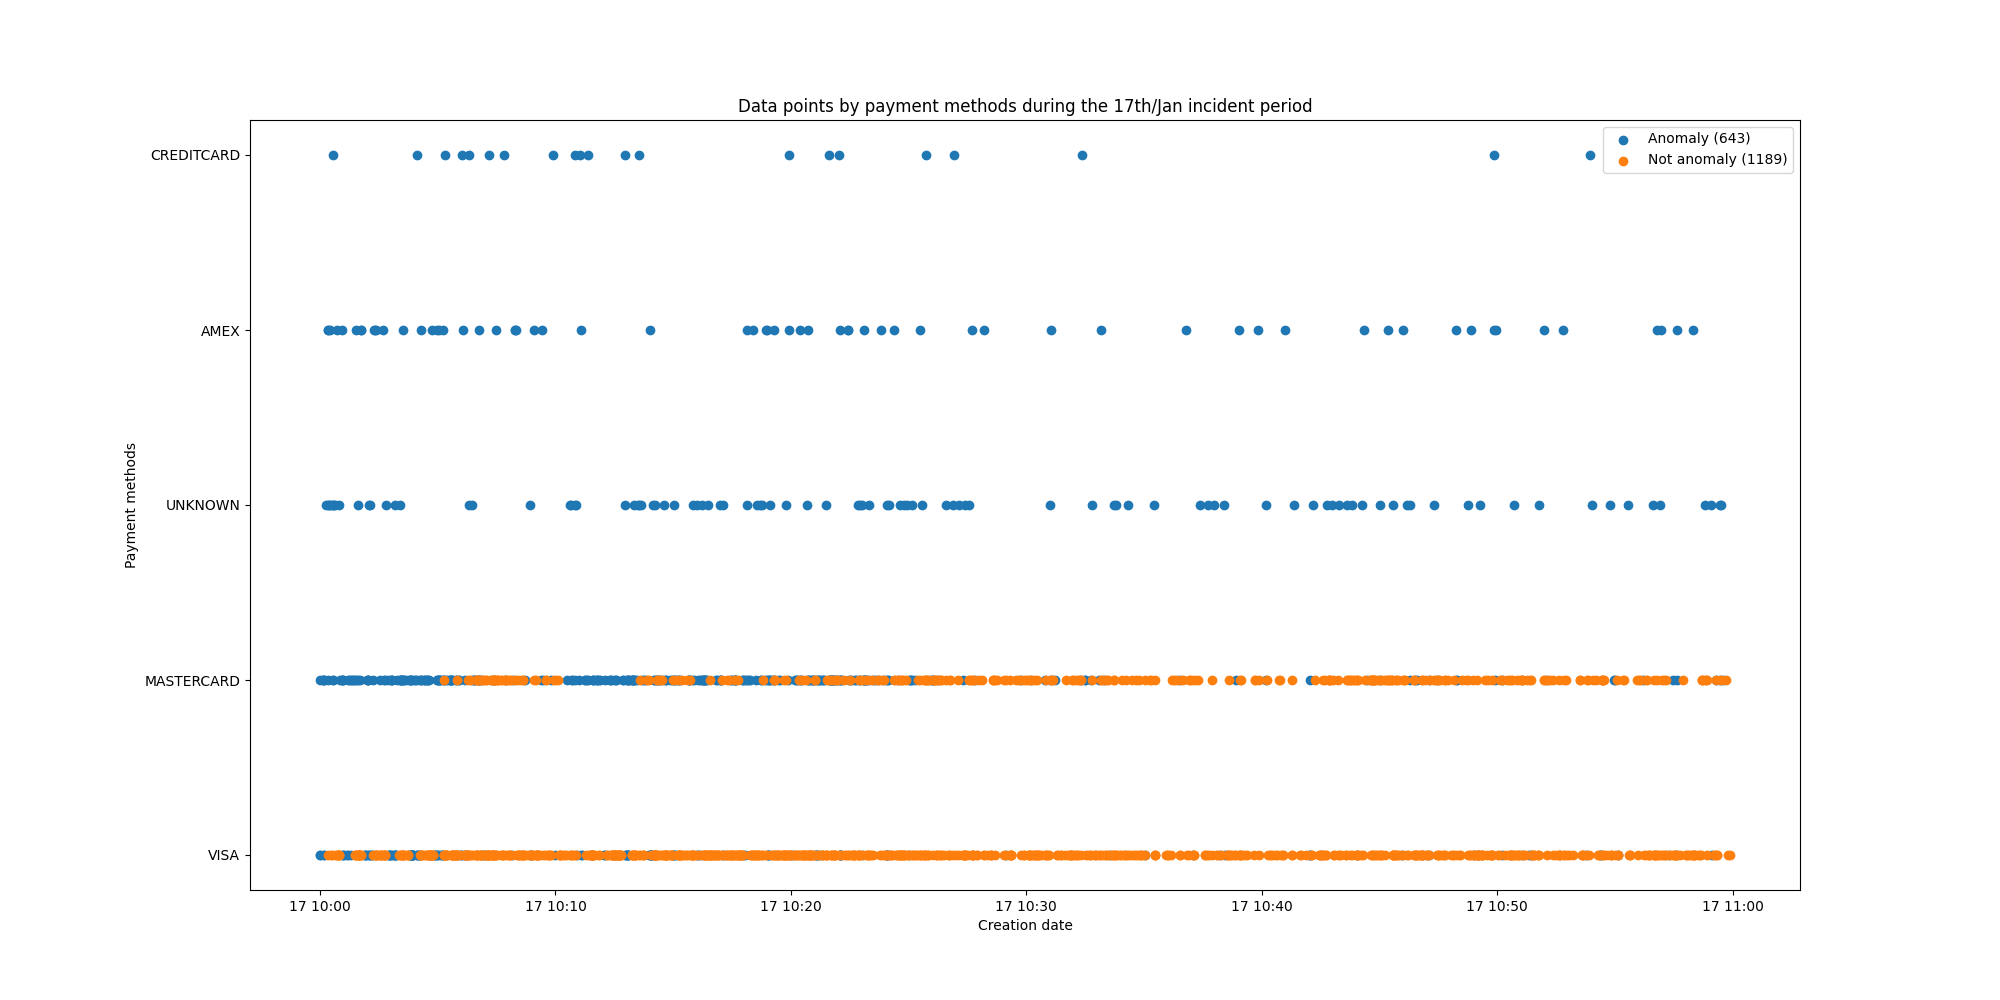 Data points by payment methods during the 17th/Jan incident period
Anomaly (643)
Not anomaly (1189)
CREDITCARD
AMEX
UNKNOWN
MASTERCARD
VISA
Payment methods
17 10:00 17 10:10 17 10:20 17 10:30 17 10:40 17 10:50 17 11:00
Creation date